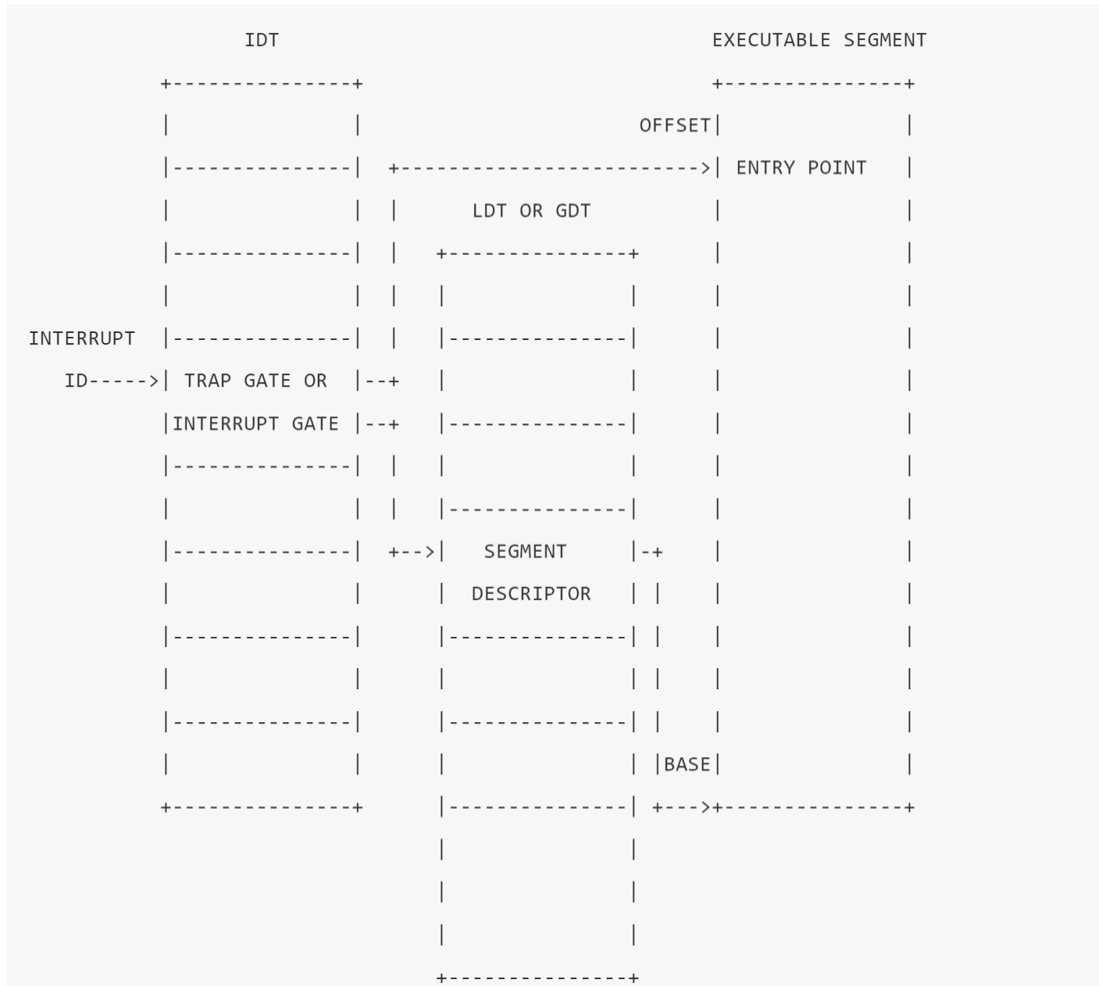 IDT EXECUTABLE SEGMENT
OFFSET
ENTRY POINT
LDT OR GDT
INTERRUPT
ID
TRAP GATE OR
INTERRUPT GATE
SEGMENT
DESCRIPTOR
BASE